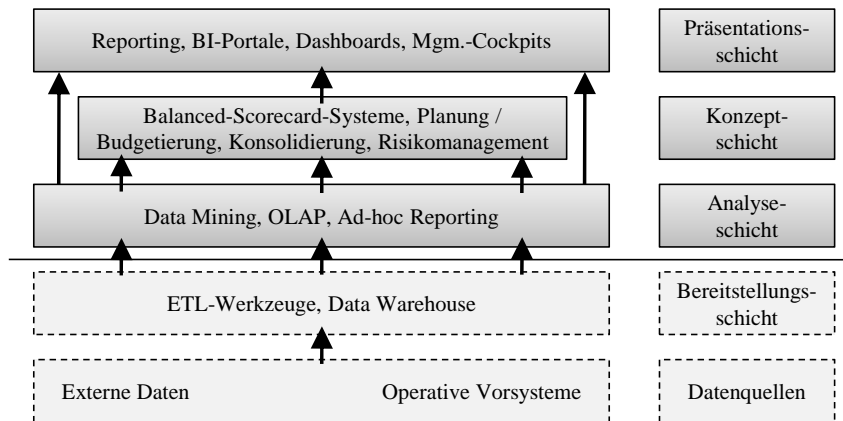 Reporting, BI-Portale, Dashboards, Mgm.-Cockpits
Präsentations-
schicht
Balanced-Scorecard-Systeme, Planung /
Budgetierung, Konsolidierung, Risikomanagement
Konzept-
schicht
Data Mining, OLAP, Ad-hoc Reporting
Analyse-
schicht
ETL-Werkzeuge, Data Warehouse
Bereitstellungs-
schicht
Externe Daten
Operative Vorsysteme
Datenquellen